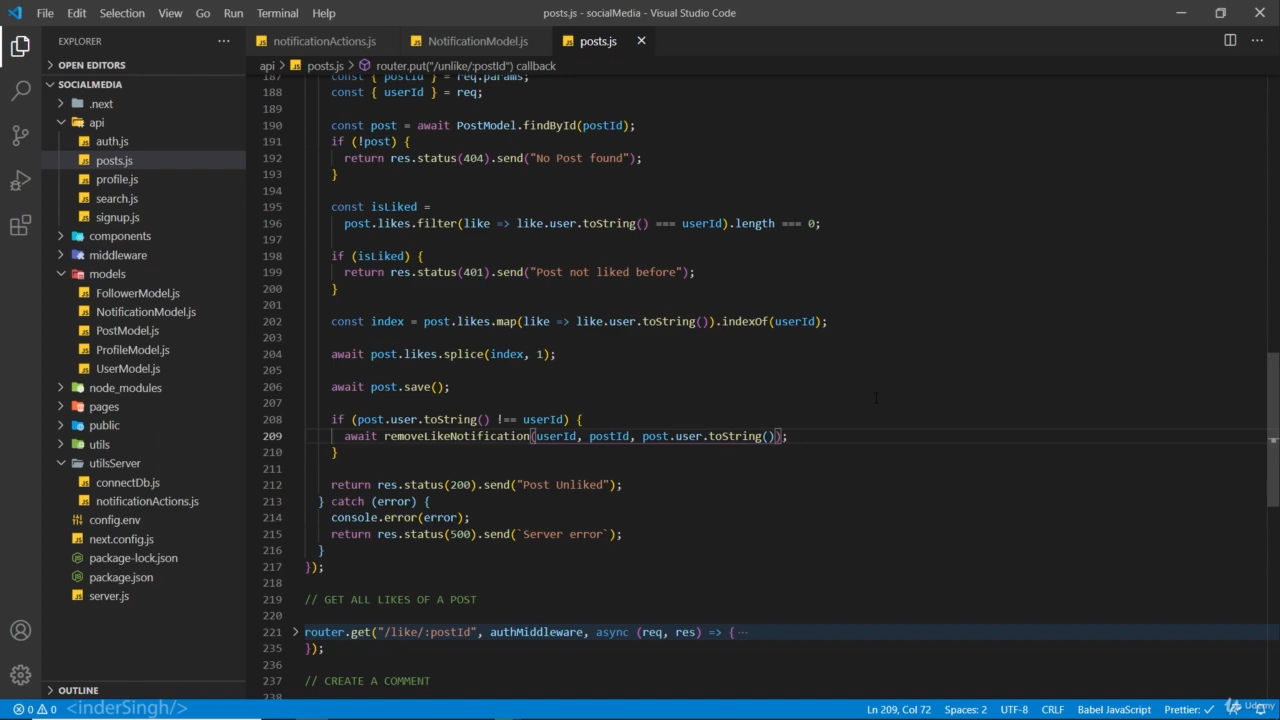 File Edit Selection View Go Run Terminal Help posts.js - socialMedia - Visual Studio Code
EXPLORER
notificationActions.js NotificationModel.js posts.js
OPEN EDITORS
api posts.js router.put("/unlike/:postId") callback
SOCIALMEDIA
.next
api
auth.js
posts.js
profile.js
search.js
signup.js
components
middleware
models
FollowerModel.js
NotificationModel.js
PostModel.js
ProfileModel.js
UserModel.js
node_modules
pages
public
utils
utilsServer
connectDb.js
notificationActions.js
config.env
next.config.js
package-lock.json
package.json
server.js
OUTLINE
187 const { postId } = req.params;
188 const { userId } = req;
189
190 const post = await PostModel.findById(postId);
191 if (!post) {
192 return res.status(404).send("No Post found");
193 }
194
195 const isLiked =
196 post.likes.filter(like => like.user.toString() === userId).length === 0;
197
198 if (isLiked) {
199 return res.status(401).send("Post not liked before");
200 }
201
202 const index = post.likes.map(like => like.user.toString()).indexOf(userId);
203
204 await post.likes.splice(index, 1);
205
206 await post.save();
207
208 if (post.user.toString() !== userId) {
209 await removeLikeNotification(userId, postId, post.user.toString());
210 }
211
212 return res.status(200).send("Post Unliked");
213 } catch (error) {
214 console.error(error);
215 return res.status(500).send(`Server error`);
216 }
217 });
218
219 // GET ALL LIKES OF A POST
220
221 router.get("/like/:postId", authMiddleware, async (req, res) => {…
235 });
236
237 // CREATE A COMMENT
238
0 0 <inderSingh/> Ln 209, Col 72 Spaces: 2 UTF-8 CRLF Babel JavaScript Prettier: ✓
Udemy